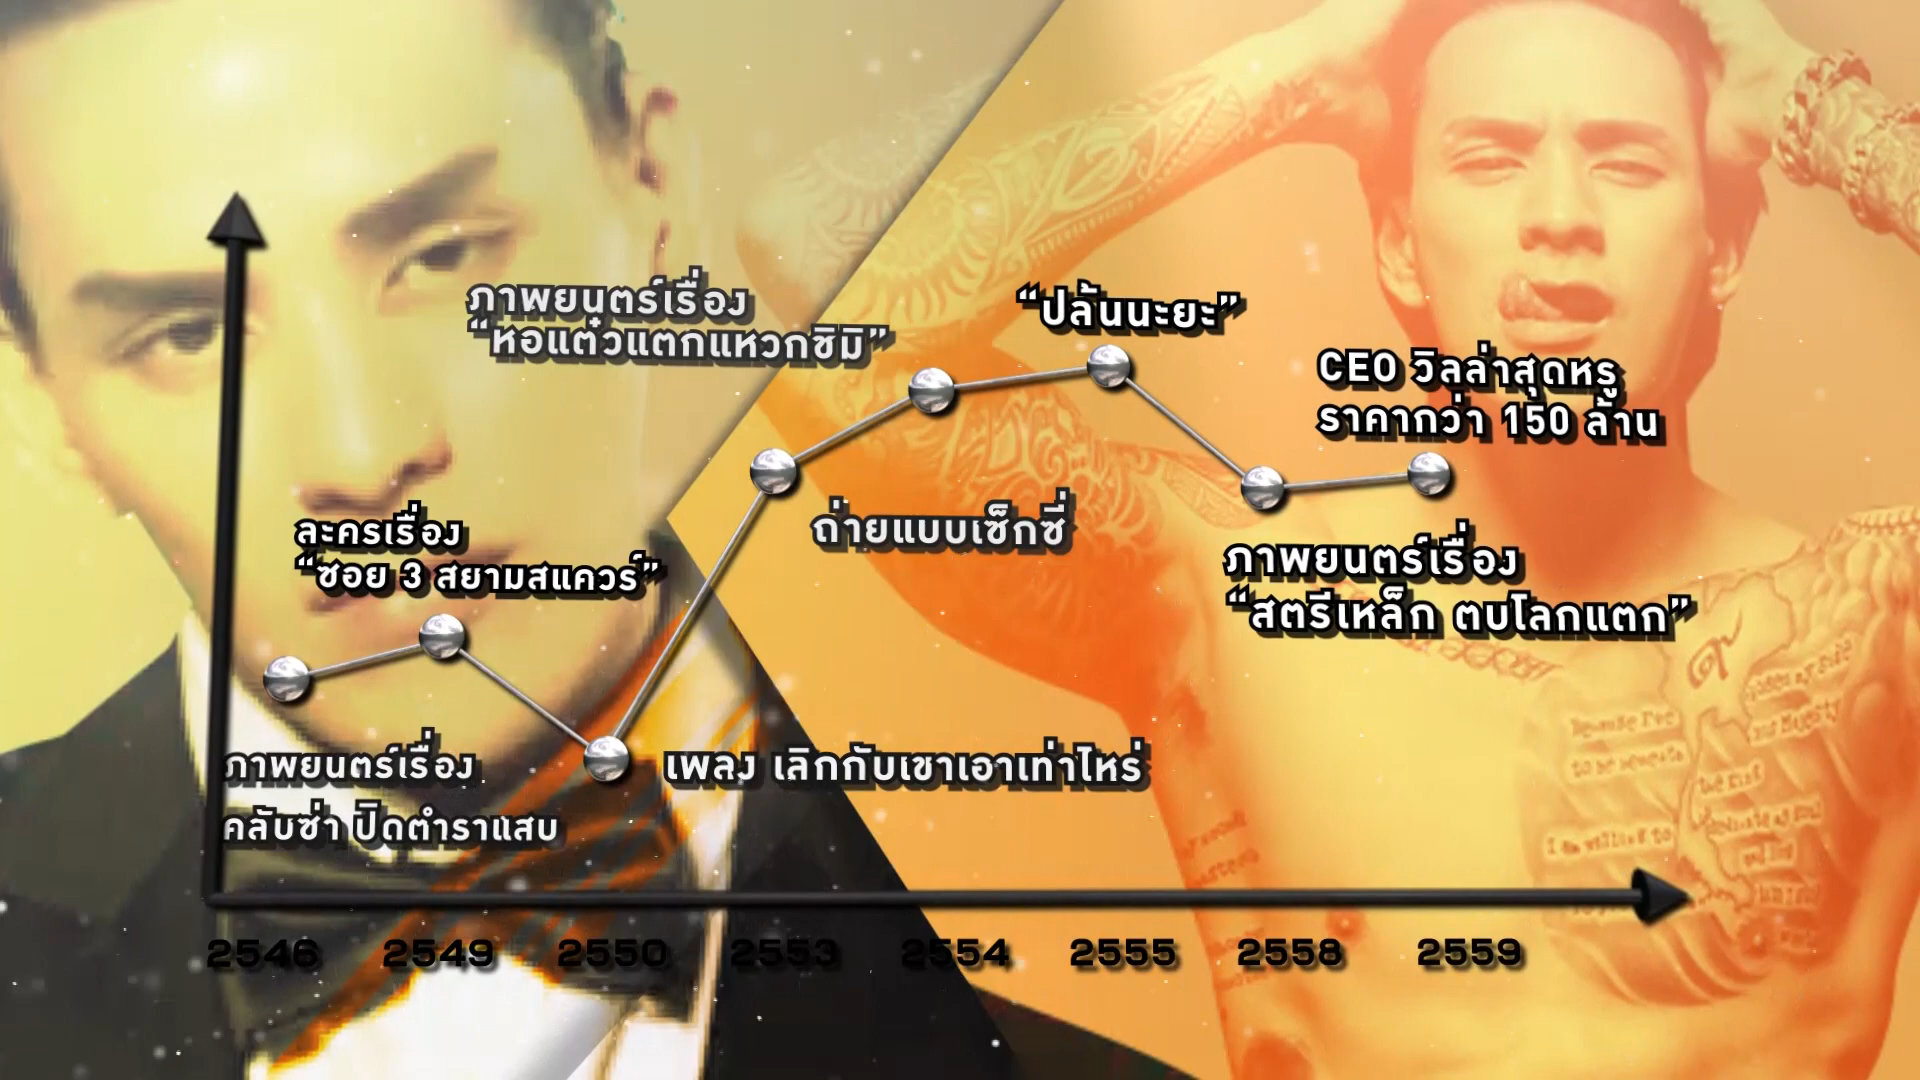 ภาพยนตร์เรื่อง
“หอแต๋วแตกแหวกชิมิ”
“ปล้นนะยะ”
CEO วิลล่าสุดหรู
ราคากว่า 150 ล้าน
ละครเรื่อง
“ซอย 3 สยามสแควร์”
ถ่ายแบบเซ็กซี่
ภาพยนตร์เรื่อง
“สตรีเหล็ก ตบโลกแตก”
ภาพยนตร์เรื่อง
คลับซ่า ปิดตำราแสบ
เพลง เลิกกับเขาเอาเท่าไหร่
2546 2549 2550 2553 2554 2555 2558 2559